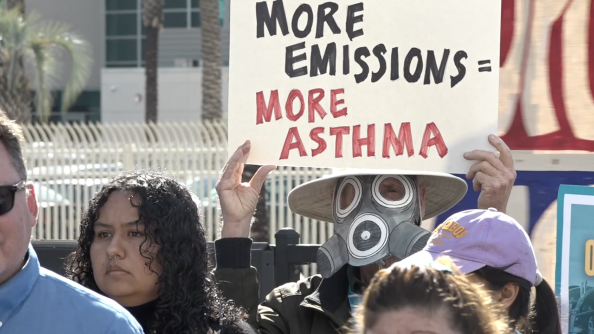 MORE
EMISSIONS =
MORE
ASTHMA